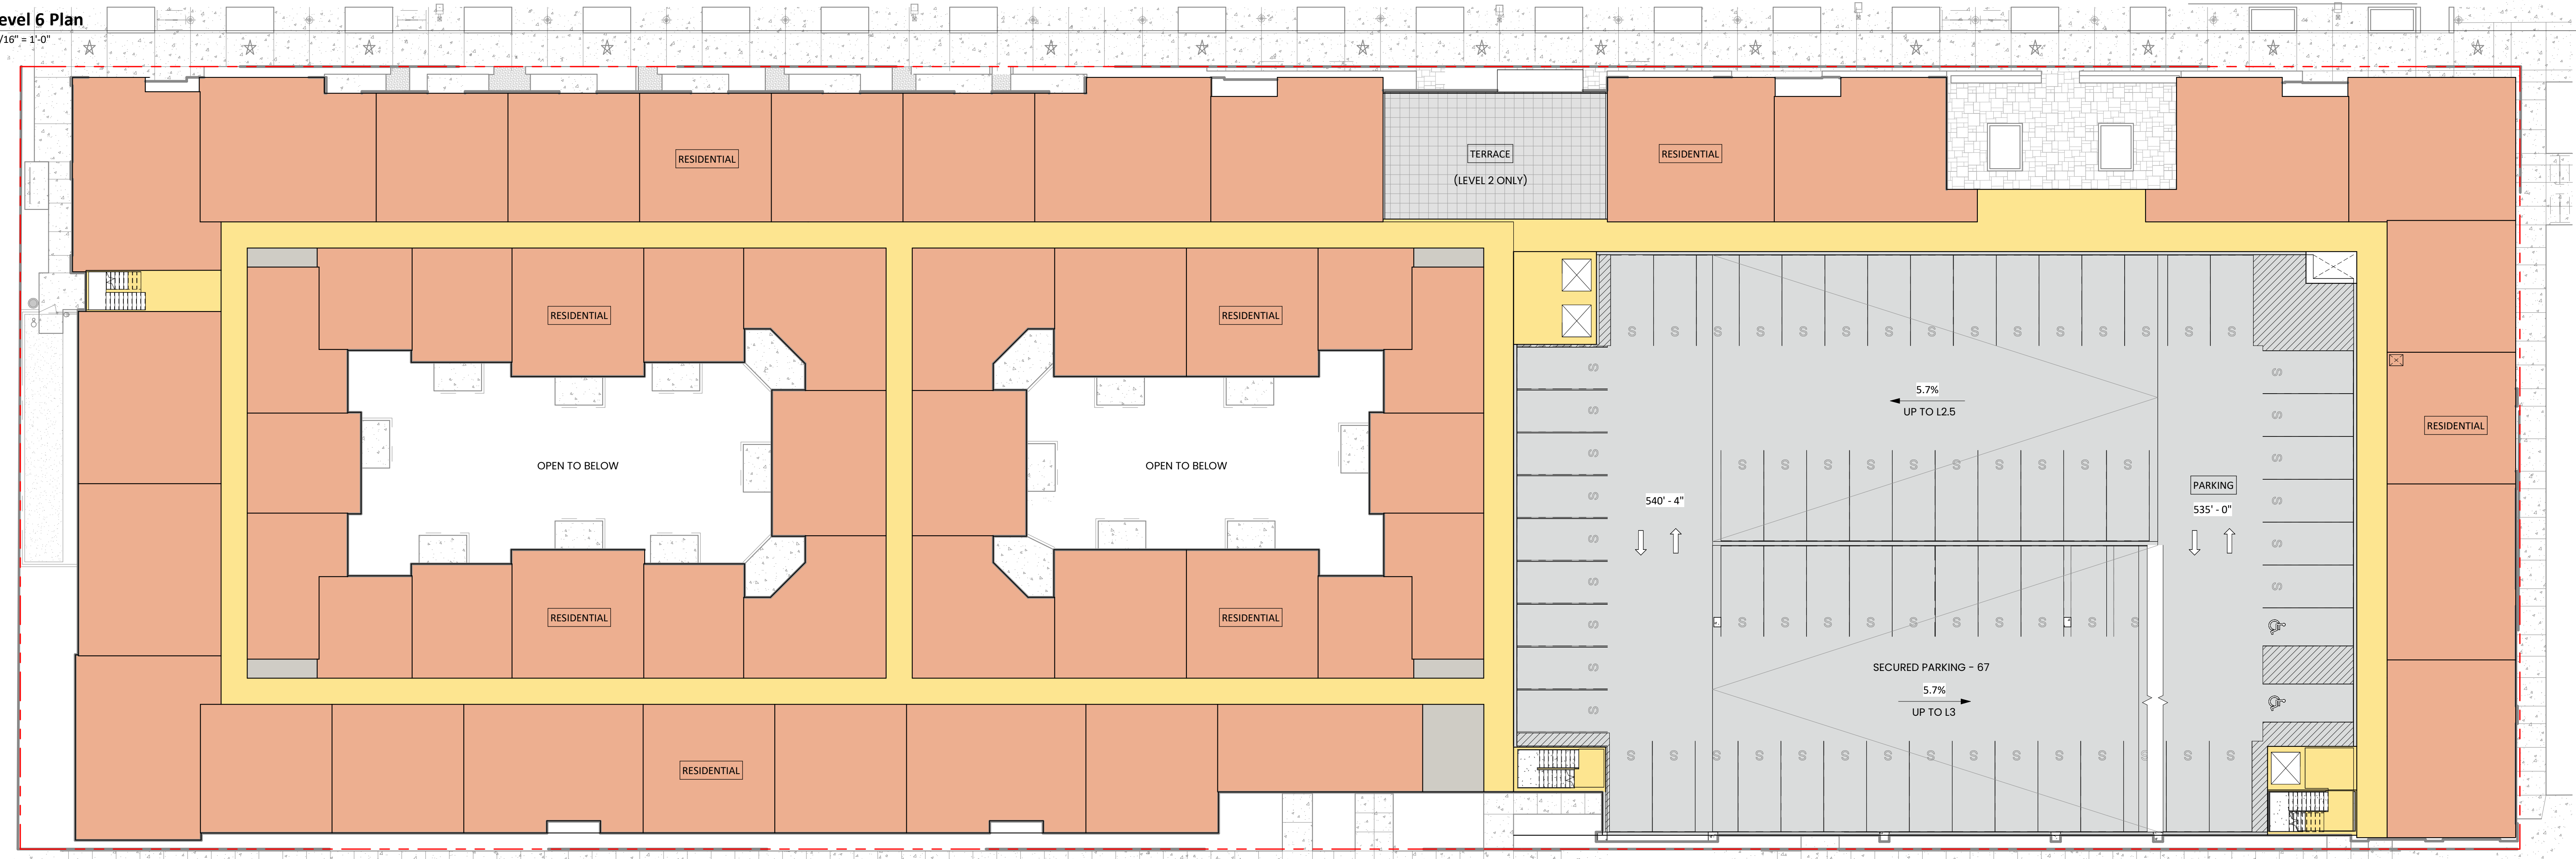 evel 6 Plan
/16" = 1'-0"
RESIDENTIAL
TERRACE
(LEVEL 2 ONLY)
RESIDENTIAL
RESIDENTIAL
RESIDENTIAL
5.7%
UP TO L2.5
RESIDENTIAL
OPEN TO BELOW
OPEN TO BELOW
540' - 4"
PARKING
535' - 0"
RESIDENTIAL
RESIDENTIAL
SECURED PARKING - 67
5.7%
UP TO L3
RESIDENTIAL
S S S S S S S S S S S S S S S
S
S
S
S
S
S
S
S
S
S S S S S S S S S S
S S S S S S S S S S
S S S S S S S S S S S S S S S
S
S
S
S
S
S